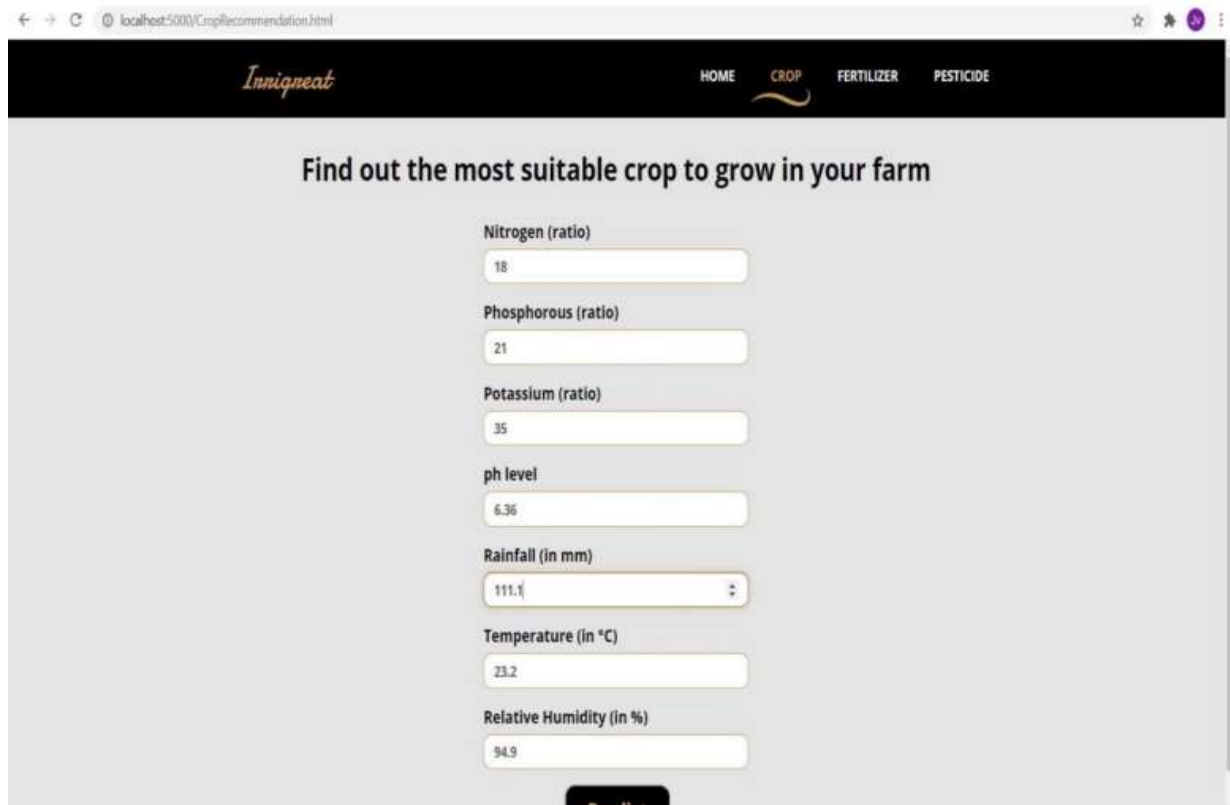 localhost:5000/CropRecommendation.html
JV
Innigreat
HOME CROP FERTILIZER PESTICIDE
Find out the most suitable crop to grow in your farm
Nitrogen (ratio)
18
Phosphorous (ratio)
21
Potassium (ratio)
35
ph level
6.36
Rainfall (in mm)
111.1
Temperature (in °C)
23.2
Relative Humidity (in %)
94.9